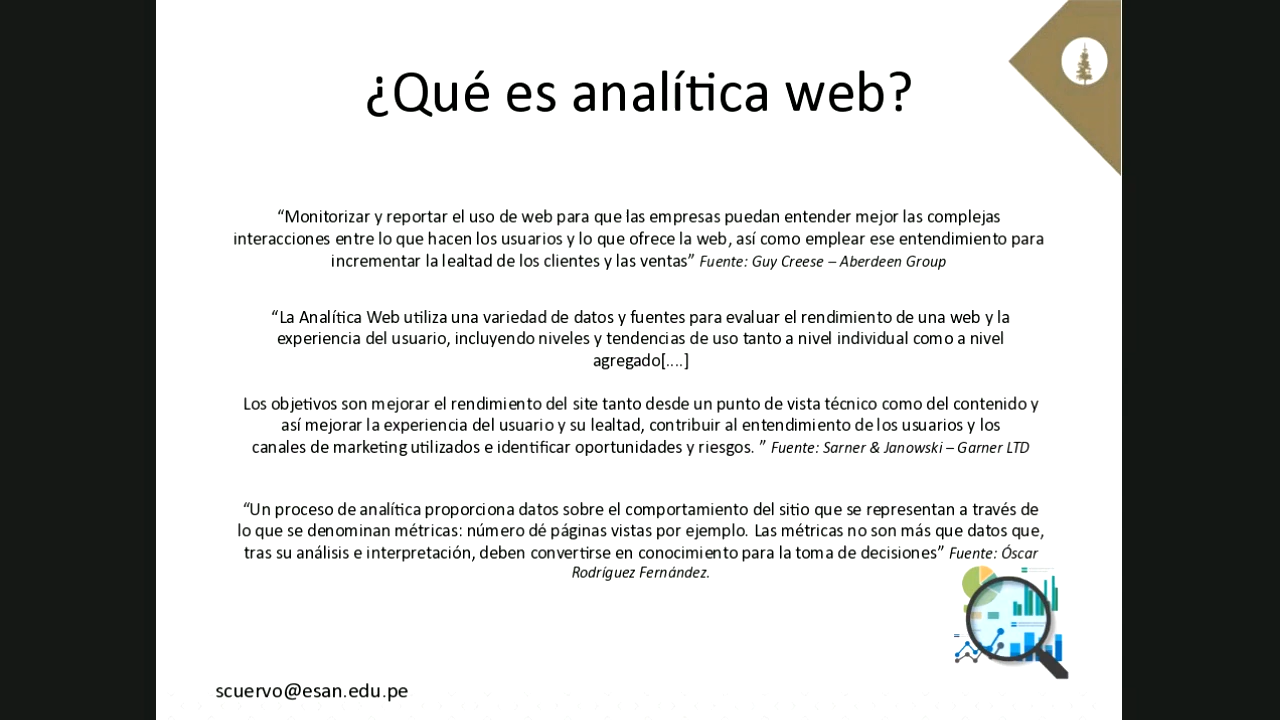 ¿Qué es analítica web?
“Monitorizar y reportar el uso de web para que las empresas puedan entender mejor las complejas
interacciones entre lo que hacen los usuarios y lo que ofrece la web, así como emplear ese entendimiento para
incrementar la lealtad de los clientes y las ventas” Fuente: Guy Creese – Aberdeen Group
“La Analítica Web utiliza una variedad de datos y fuentes para evaluar el rendimiento de una web y la
experiencia del usuario, incluyendo niveles y tendencias de uso tanto a nivel individual como a nivel
agregado[....]
Los objetivos son mejorar el rendimiento del site tanto desde un punto de vista técnico como del contenido y
así mejorar la experiencia del usuario y su lealtad, contribuir al entendimiento de los usuarios y los
canales de marketing utilizados e identificar oportunidades y riesgos. ” Fuente: Sarner & Janowski – Garner LTD
“Un proceso de analítica proporciona datos sobre el comportamiento del sitio que se representan a través de
lo que se denominan métricas: número dé páginas vistas por ejemplo. Las métricas no son más que datos que,
tras su análisis e interpretación, deben convertirse en conocimiento para la toma de decisiones” Fuente: Óscar
Rodríguez Fernández.
scuervo@esan.edu.pe